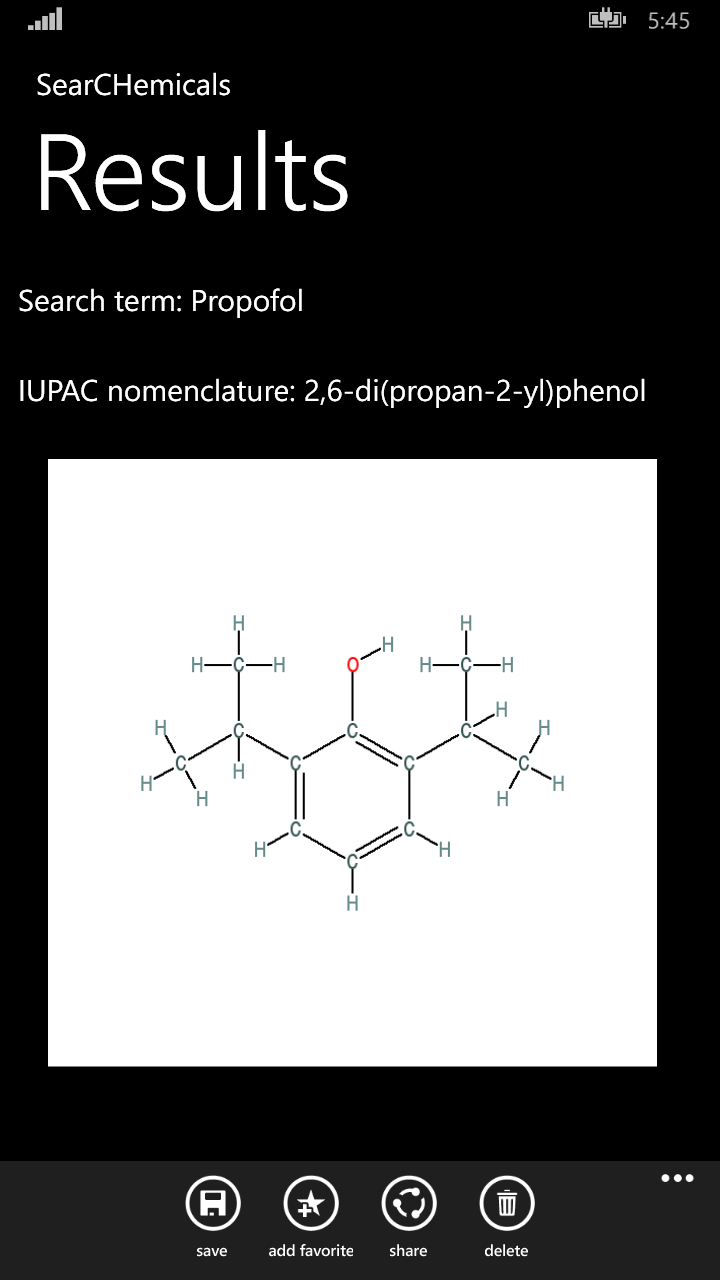 5:45
SearCHemicals
Results
Search term: Propofol
IUPAC nomenclature: 2,6-di(propan-2-yl)phenol
H H
H H C H O H C H
H C C C H H
C C C C
H H H H H
C C
H C H
H
save add favorite share delete